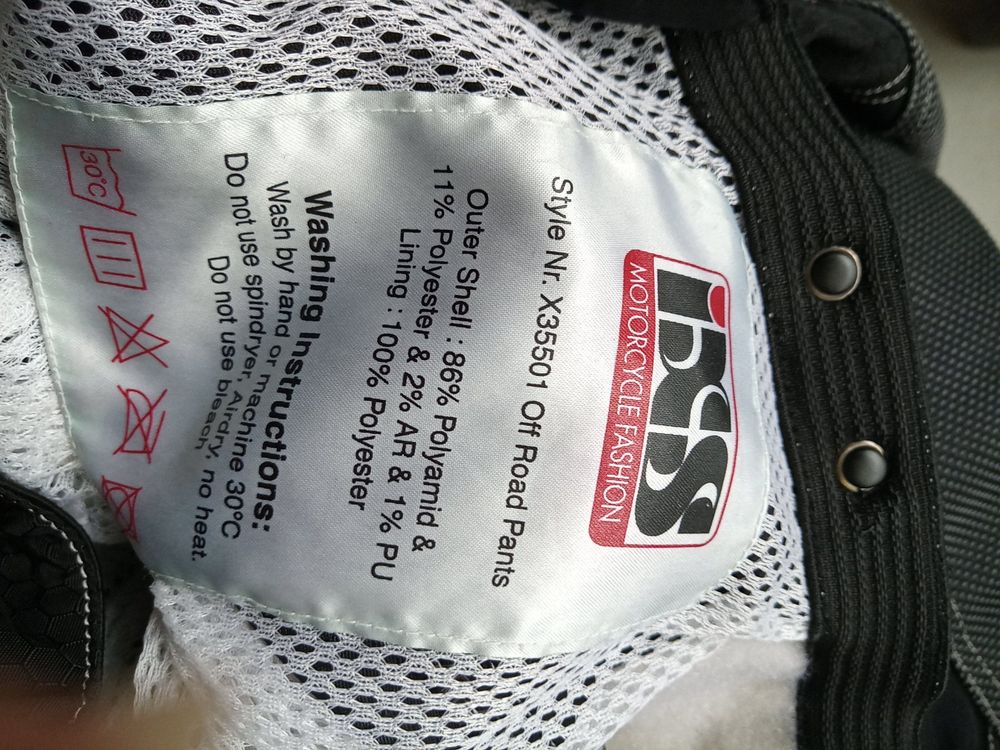 ixs
MOTORCYCLE FASHION
Style Nr. X35501 Off Road Pants
Outer Shell : 86% Polyamid &
11% Polyester & 2% AR & 1% PU
Lining : 100% Polyester
Washing Instructions:
Wash by hand or machine 30°C
Do not use spindryer, Airdry, no heat.
Do not use bleach.
30°C